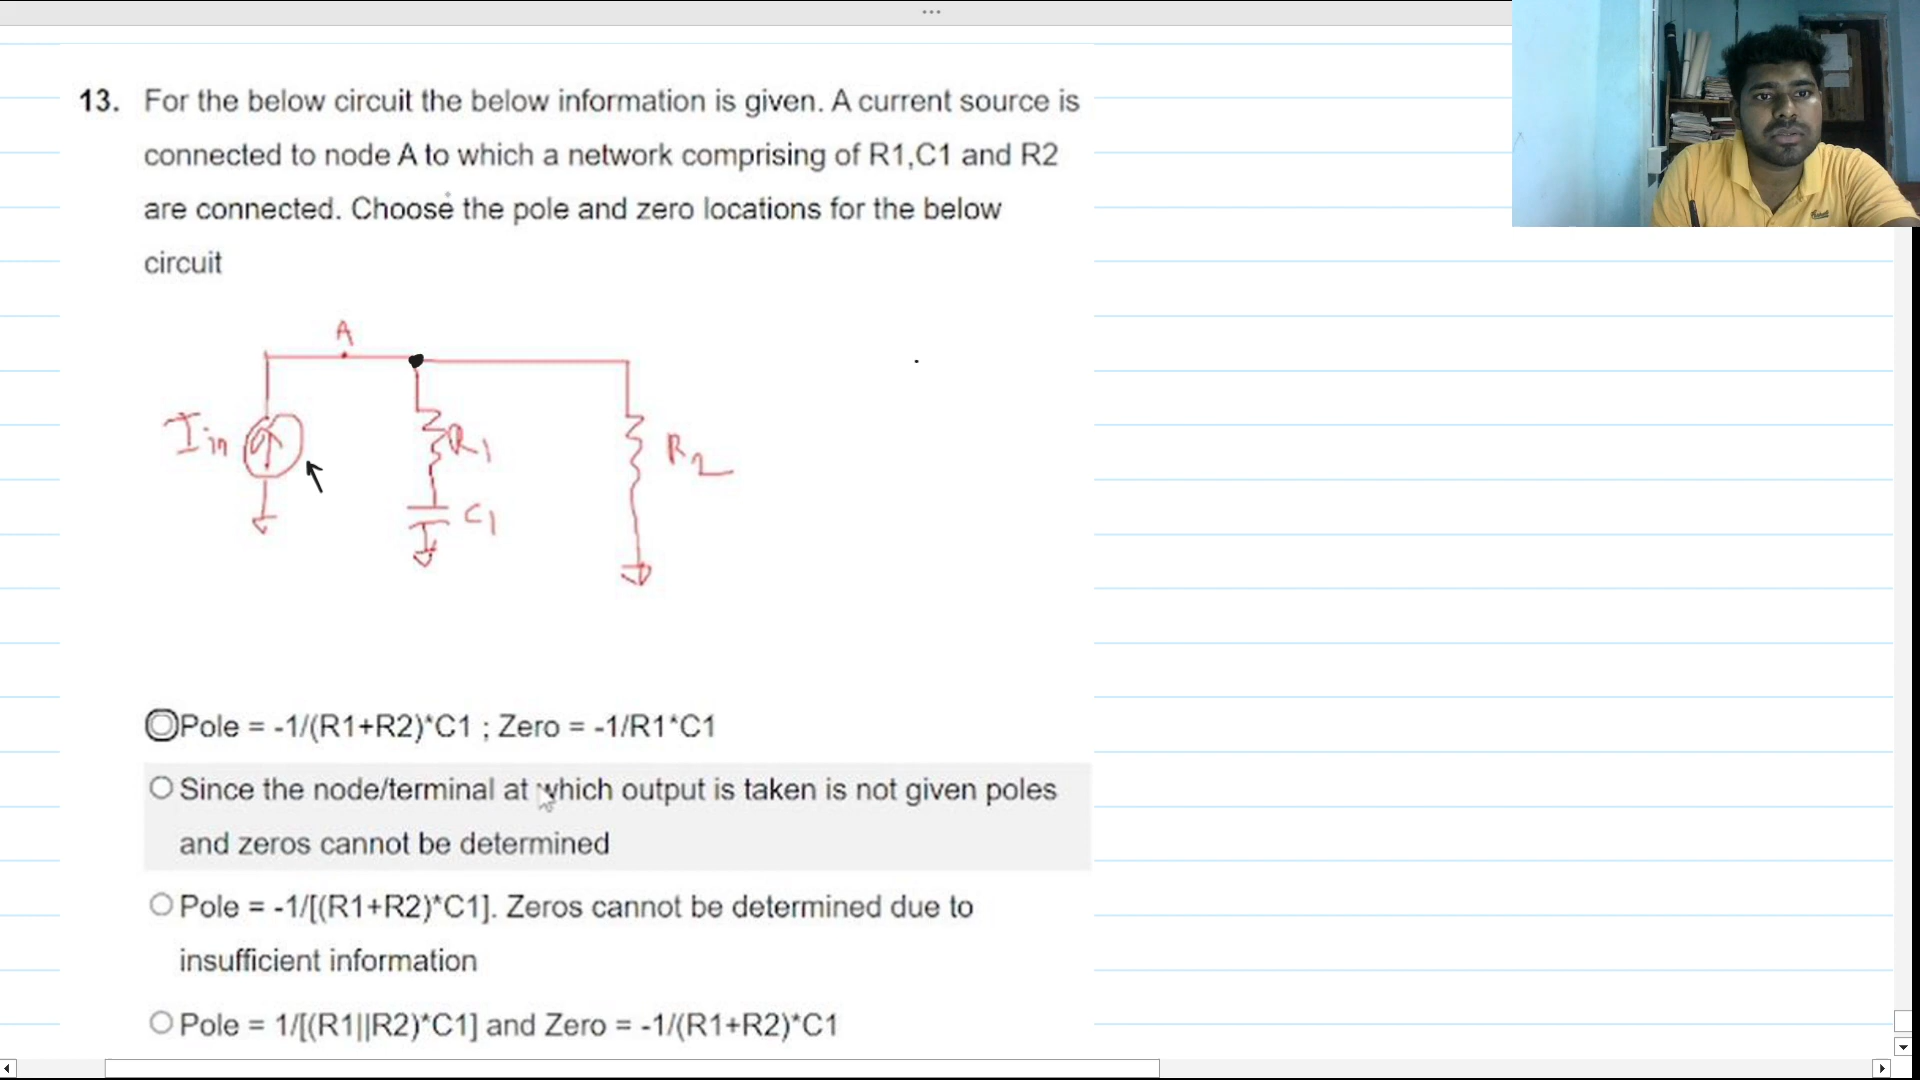 ...
13. For the below circuit the below information is given. A current source is
connected to node A to which a network comprising of R1,C1 and R2
are connected. Choose the pole and zero locations for the below
circuit
A
Iin
R1
R2
C1
Pole = -1/(R1+R2)*C1 ; Zero = -1/R1*C1
Since the node/terminal at which output is taken is not given poles
and zeros cannot be determined
Pole = -1/[(R1+R2)*C1]. Zeros cannot be determined due to
insufficient information
Pole = 1/[(R1||R2)*C1] and Zero = -1/(R1+R2)*C1